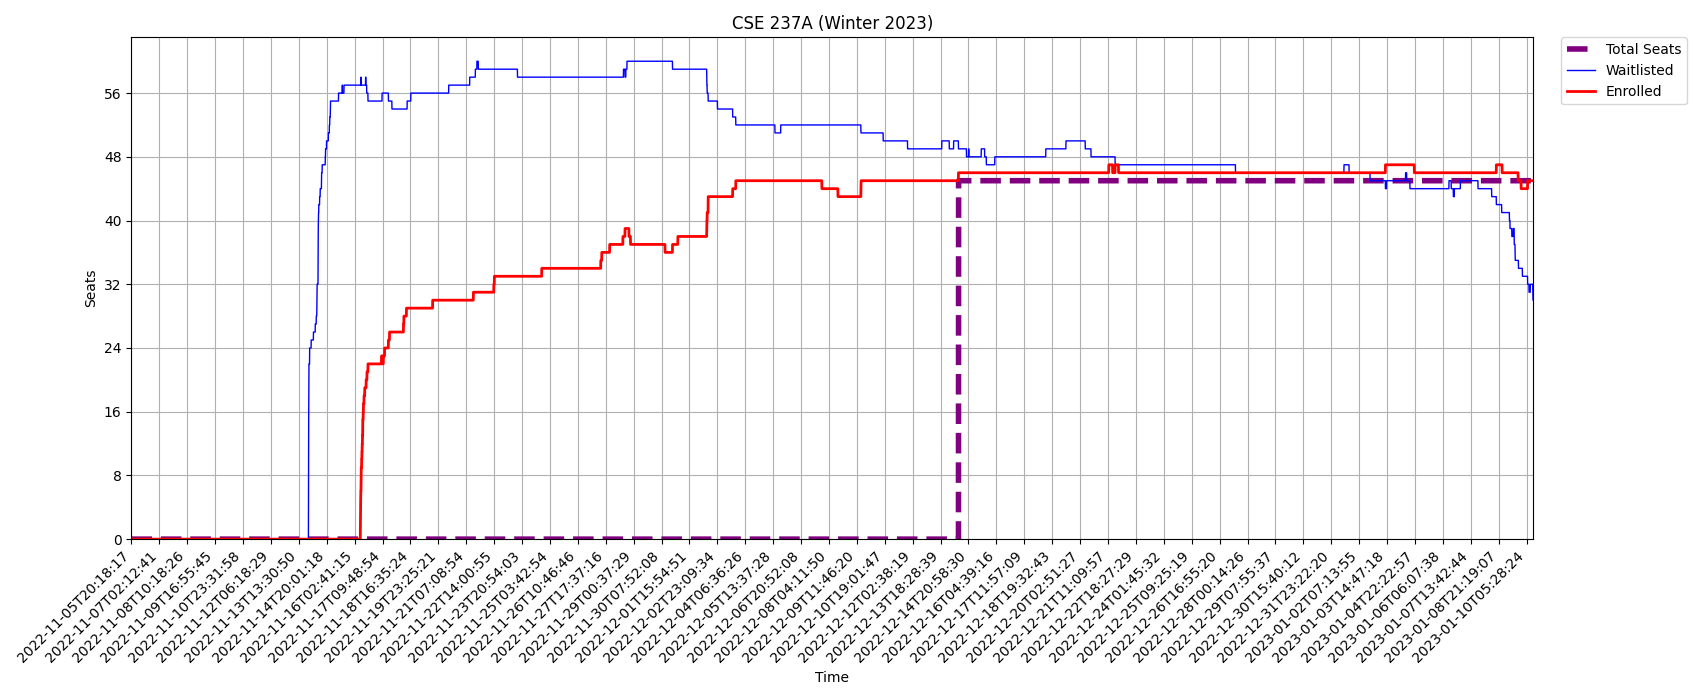 CSE 237A (Winter 2023)
Total Seats
Waitlisted
Enrolled
Seats
56
48
40
32
24
16
8
0
2022-11-05T20:18:17
2022-11-07T02:12:41
2022-11-08T10:18:26
2022-11-09T16:55:45
2022-11-10T23:31:58
2022-11-12T06:18:29
2022-11-13T13:30:50
2022-11-14T20:01:18
2022-11-16T02:41:15
2022-11-17T09:48:54
2022-11-18T16:35:24
2022-11-19T23:25:21
2022-11-21T07:08:54
2022-11-22T14:00:55
2022-11-23T20:54:03
2022-11-25T03:42:54
2022-11-26T10:46:46
2022-11-27T17:37:16
2022-11-29T00:37:29
2022-11-30T07:52:08
2022-12-01T15:54:51
2022-12-02T23:09:34
2022-12-04T06:36:26
2022-12-05T13:37:28
2022-12-06T20:52:08
2022-12-08T04:11:50
2022-12-09T11:46:20
2022-12-10T19:01:47
2022-12-12T02:38:19
2022-12-13T18:28:39
2022-12-14T20:58:30
2022-12-16T04:39:16
2022-12-17T11:57:09
2022-12-18T19:32:43
2022-12-20T02:51:27
2022-12-21T11:09:57
2022-12-22T18:27:29
2022-12-24T01:45:32
2022-12-25T09:25:19
2022-12-26T16:55:20
2022-12-28T00:14:26
2022-12-29T07:55:37
2022-12-30T15:40:12
2022-12-31T23:22:20
2023-01-02T07:13:55
2023-01-03T14:47:18
2023-01-04T22:22:57
2023-01-06T06:07:38
2023-01-07T13:42:44
2023-01-08T21:19:07
2023-01-10T05:28:24
Time